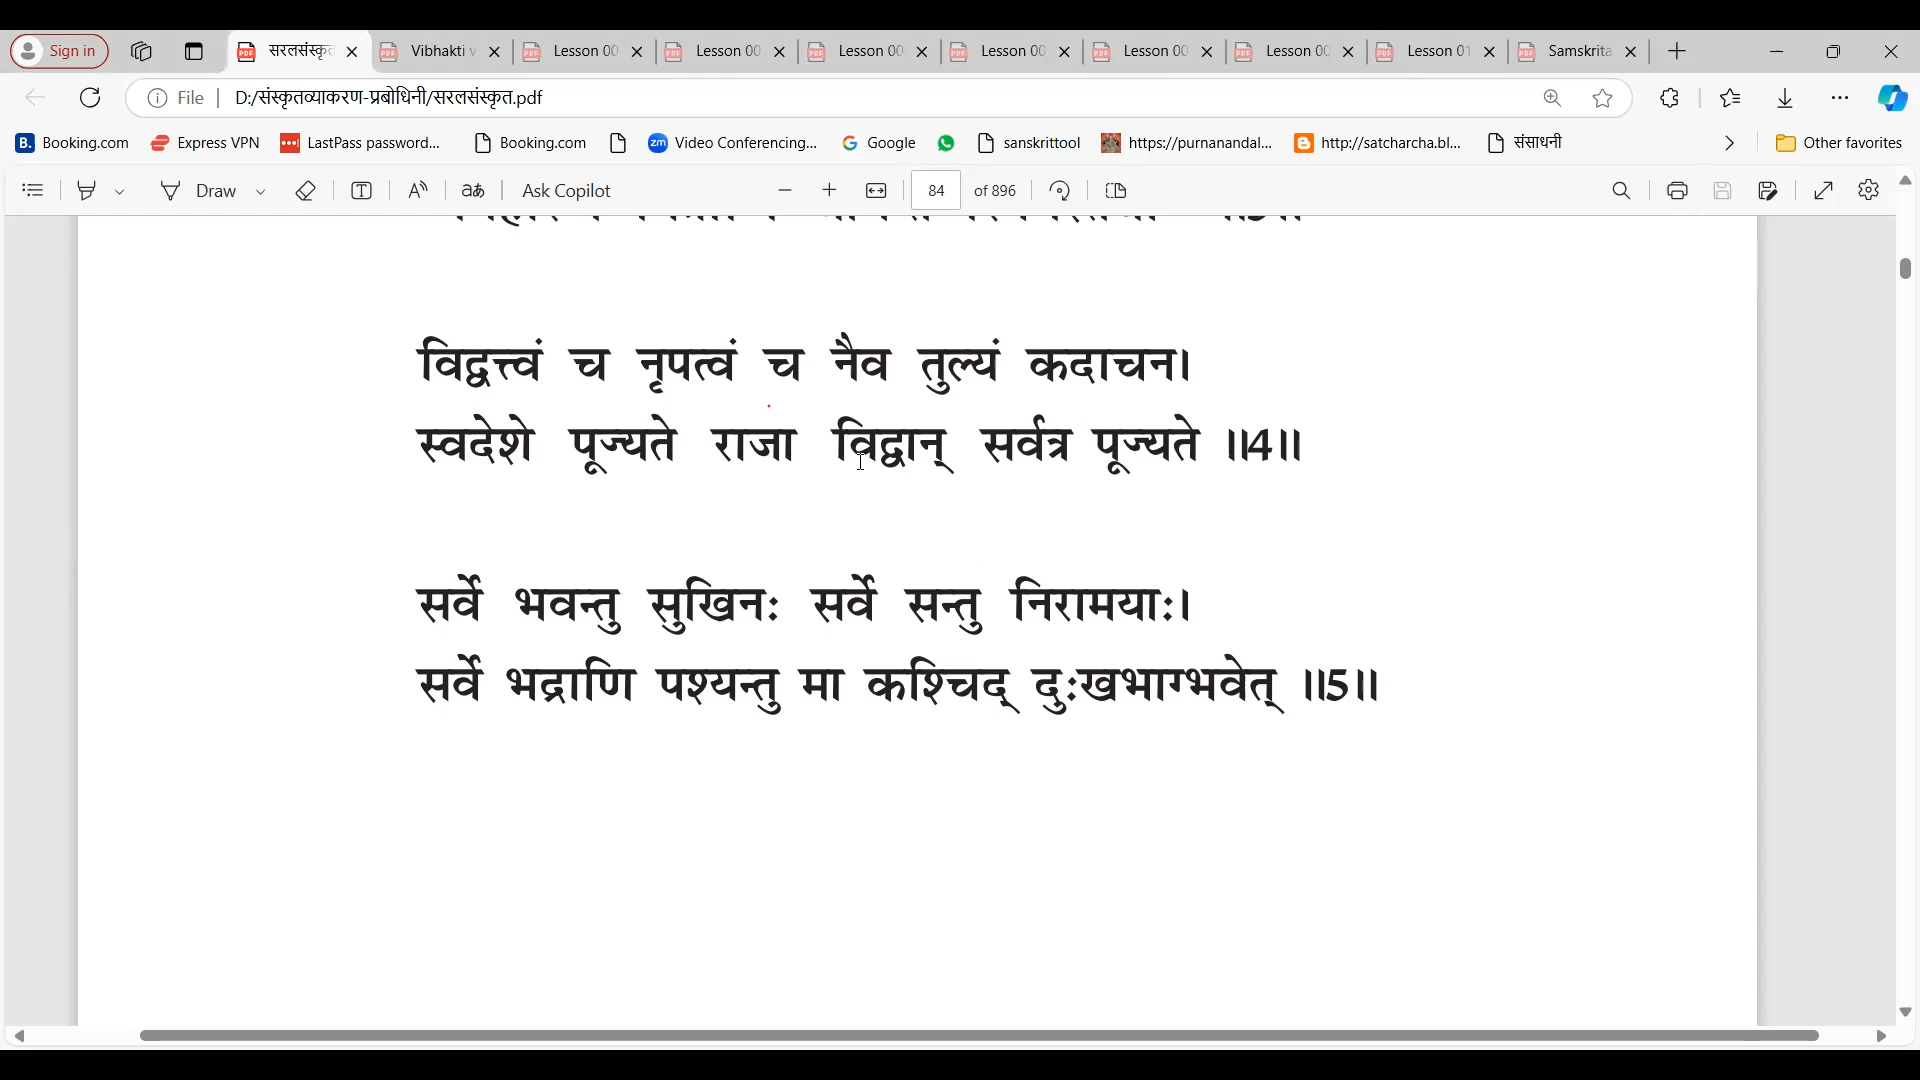 Sign in सरलसंस्कृत Vibhakti v Lesson 00 Lesson 00 Lesson 00 Lesson 00 Lesson 00 Lesson 00 Lesson 01 Samskrita
File D:/संस्कृतव्याकरण-प्रबोधिनी/सरलसंस्कृत.pdf
Booking.com Express VPN LastPass password... Booking.com Video Conferencing... Google sanskrittool https://purnanandal... http://satcharcha.bl... संसाधनी Other favorites
Draw Ask Copilot 84 of 896
विद्वत्त्वं च नृपत्वं च नैव तुल्यं कदाचन।
स्वदेशे पूज्यते राजा विद्वान् सर्वत्र पूज्यते ॥4॥
सर्वे भवन्तु सुखिनः सर्वे सन्तु निरामयाः।
सर्वे भद्राणि पश्यन्तु मा कश्चिद् दुःखभाग्भवेत् ॥5॥